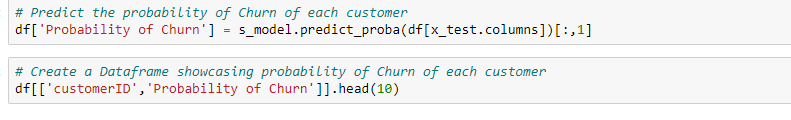 # Predict the probability of Churn of each customer
df['Probability of Churn'] = s_model.predict_proba(df[x_test.columns])[:,1]
# Create a Dataframe showcasing probability of Churn of each customer
df[['customerID','Probability of Churn']].head(10)